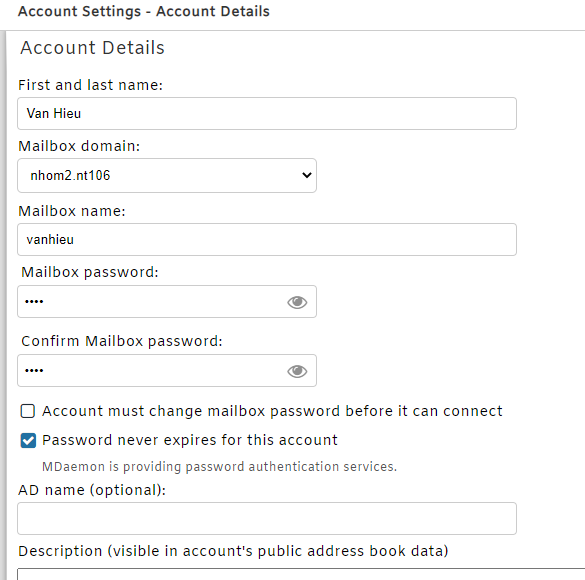 Account Settings - Account Details
Account Details
First and last name:
Van Hieu
Mailbox domain:
nhom2.nt106
Mailbox name:
vanhieu
Mailbox password:
••••
Confirm Mailbox password:
••••
Account must change mailbox password before it can connect
Password never expires for this account
MDaemon is providing password authentication services.
AD name (optional):
Description (visible in account's public address book data)